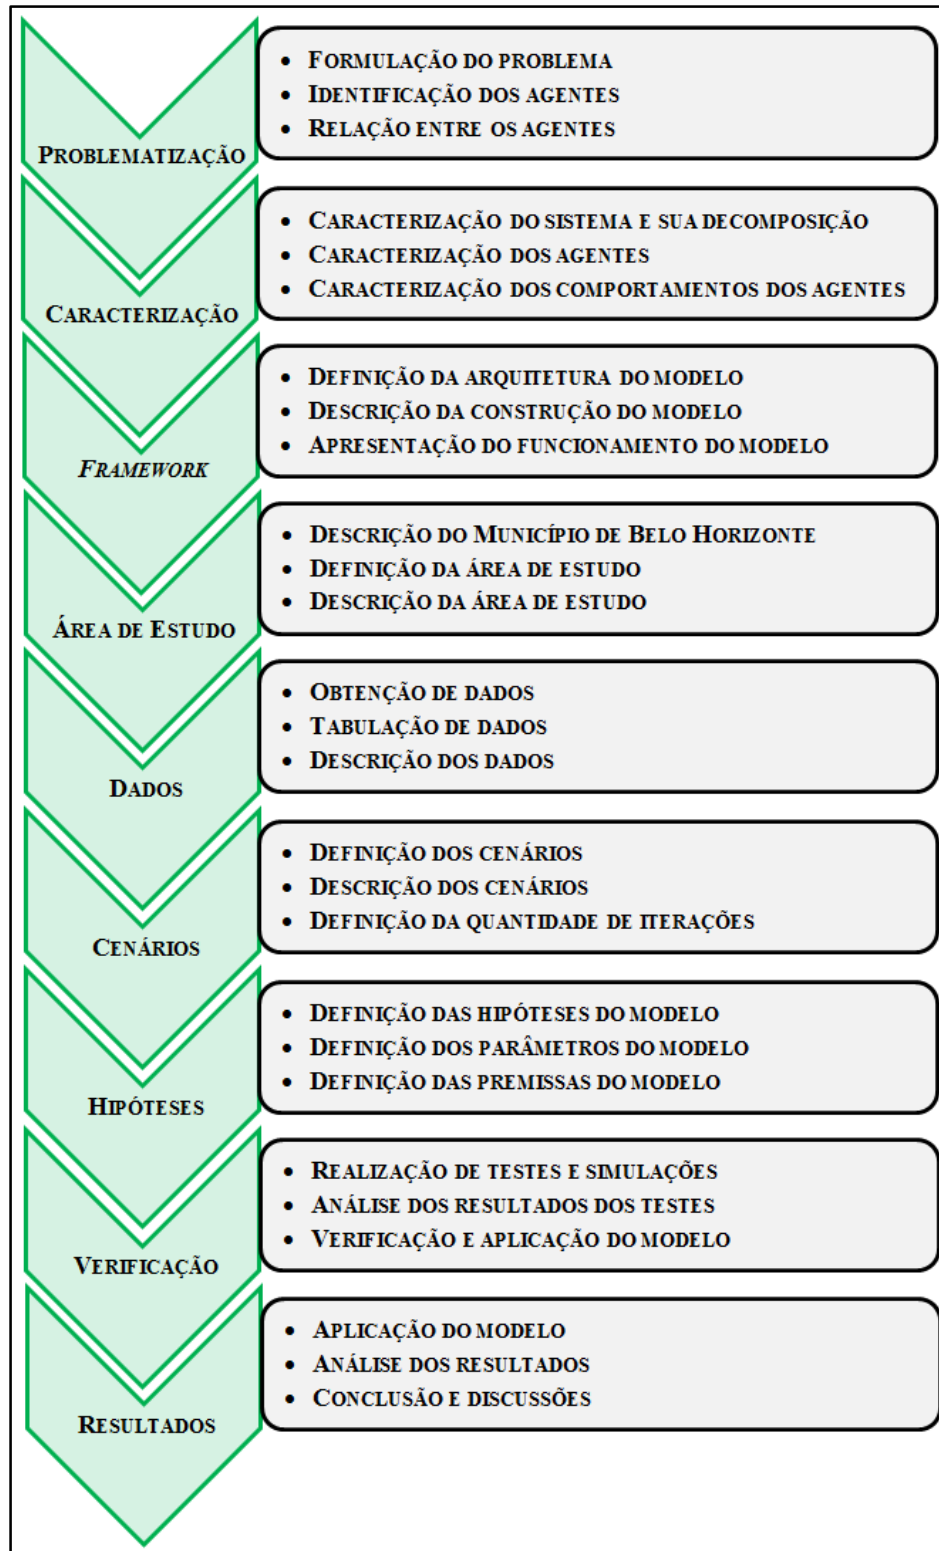 PROBLEMATIZAÇÃO
• FORMULAÇÃO DO PROBLEMA
• IDENTIFICAÇÃO DOS AGENTES
• RELAÇÃO ENTRE OS AGENTES
CARACTERIZAÇÃO
• CARACTERIZAÇÃO DO SISTEMA E SUA DECOMPOSIÇÃO
• CARACTERIZAÇÃO DOS AGENTES
• CARACTERIZAÇÃO DOS COMPORTAMENTOS DOS AGENTES
FRAMEWORK
• DEFINIÇÃO DA ARQUITETURA DO MODELO
• DESCRIÇÃO DA CONSTRUÇÃO DO MODELO
• APRESENTAÇÃO DO FUNCIONAMENTO DO MODELO
ÁREA DE ESTUDO
• DESCRIÇÃO DO MUNICÍPIO DE BELO HORIZONTE
• DEFINIÇÃO DA ÁREA DE ESTUDO
• DESCRIÇÃO DA ÁREA DE ESTUDO
DADOS
• OBTENÇÃO DE DADOS
• TABULAÇÃO DE DADOS
• DESCRIÇÃO DOS DADOS
CENÁRIOS
• DEFINIÇÃO DOS CENÁRIOS
• DESCRIÇÃO DOS CENÁRIOS
• DEFINIÇÃO DA QUANTIDADE DE ITERAÇÕES
HIPÓTESES
• DEFINIÇÃO DAS HIPÓTESES DO MODELO
• DEFINIÇÃO DOS PARÂMETROS DO MODELO
• DEFINIÇÃO DAS PREMISSAS DO MODELO
VERIFICAÇÃO
• REALIZAÇÃO DE TESTES E SIMULAÇÕES
• ANÁLISE DOS RESULTADOS DOS TESTES
• VERIFICAÇÃO E APLICAÇÃO DO MODELO
RESULTADOS
• APLICAÇÃO DO MODELO
• ANÁLISE DOS RESULTADOS
• CONCLUSÃO E DISCUSSÕES